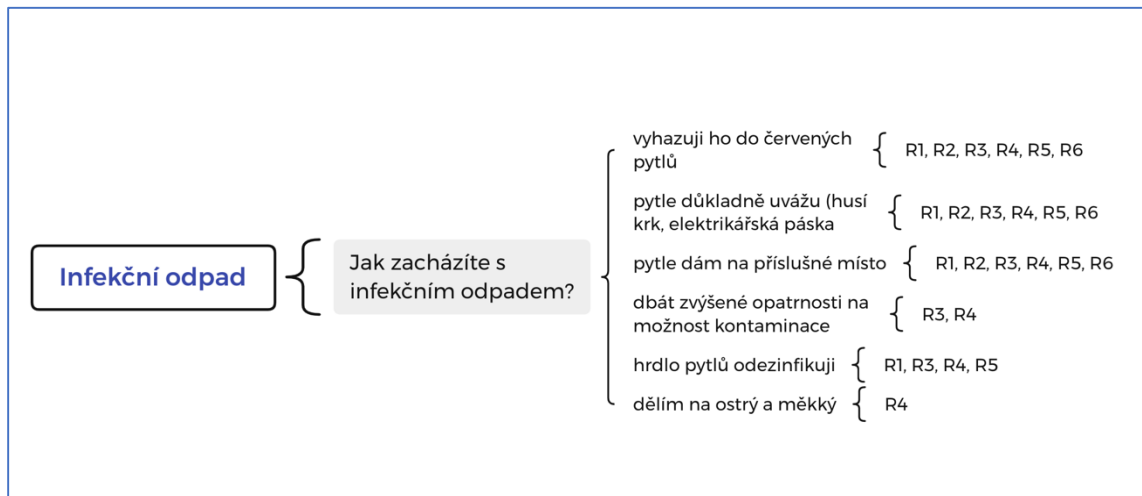 Infekční odpad
Jak zacházíte s
infekčním odpadem?
vyhazuji ho do červených
pytlů
R1, R2, R3, R4, R5, R6
pytle důkladně uvážu (husí
krk, elektrikářská páska
R1, R2, R3, R4, R5, R6
pytle dám na příslušné místo
R1, R2, R3, R4, R5, R6
dbát zvýšené opatrnosti na
možnost kontaminace
R3, R4
hrdlo pytlů odezinfikuji
R1, R3, R4, R5
dělím na ostrý a měkký
R4